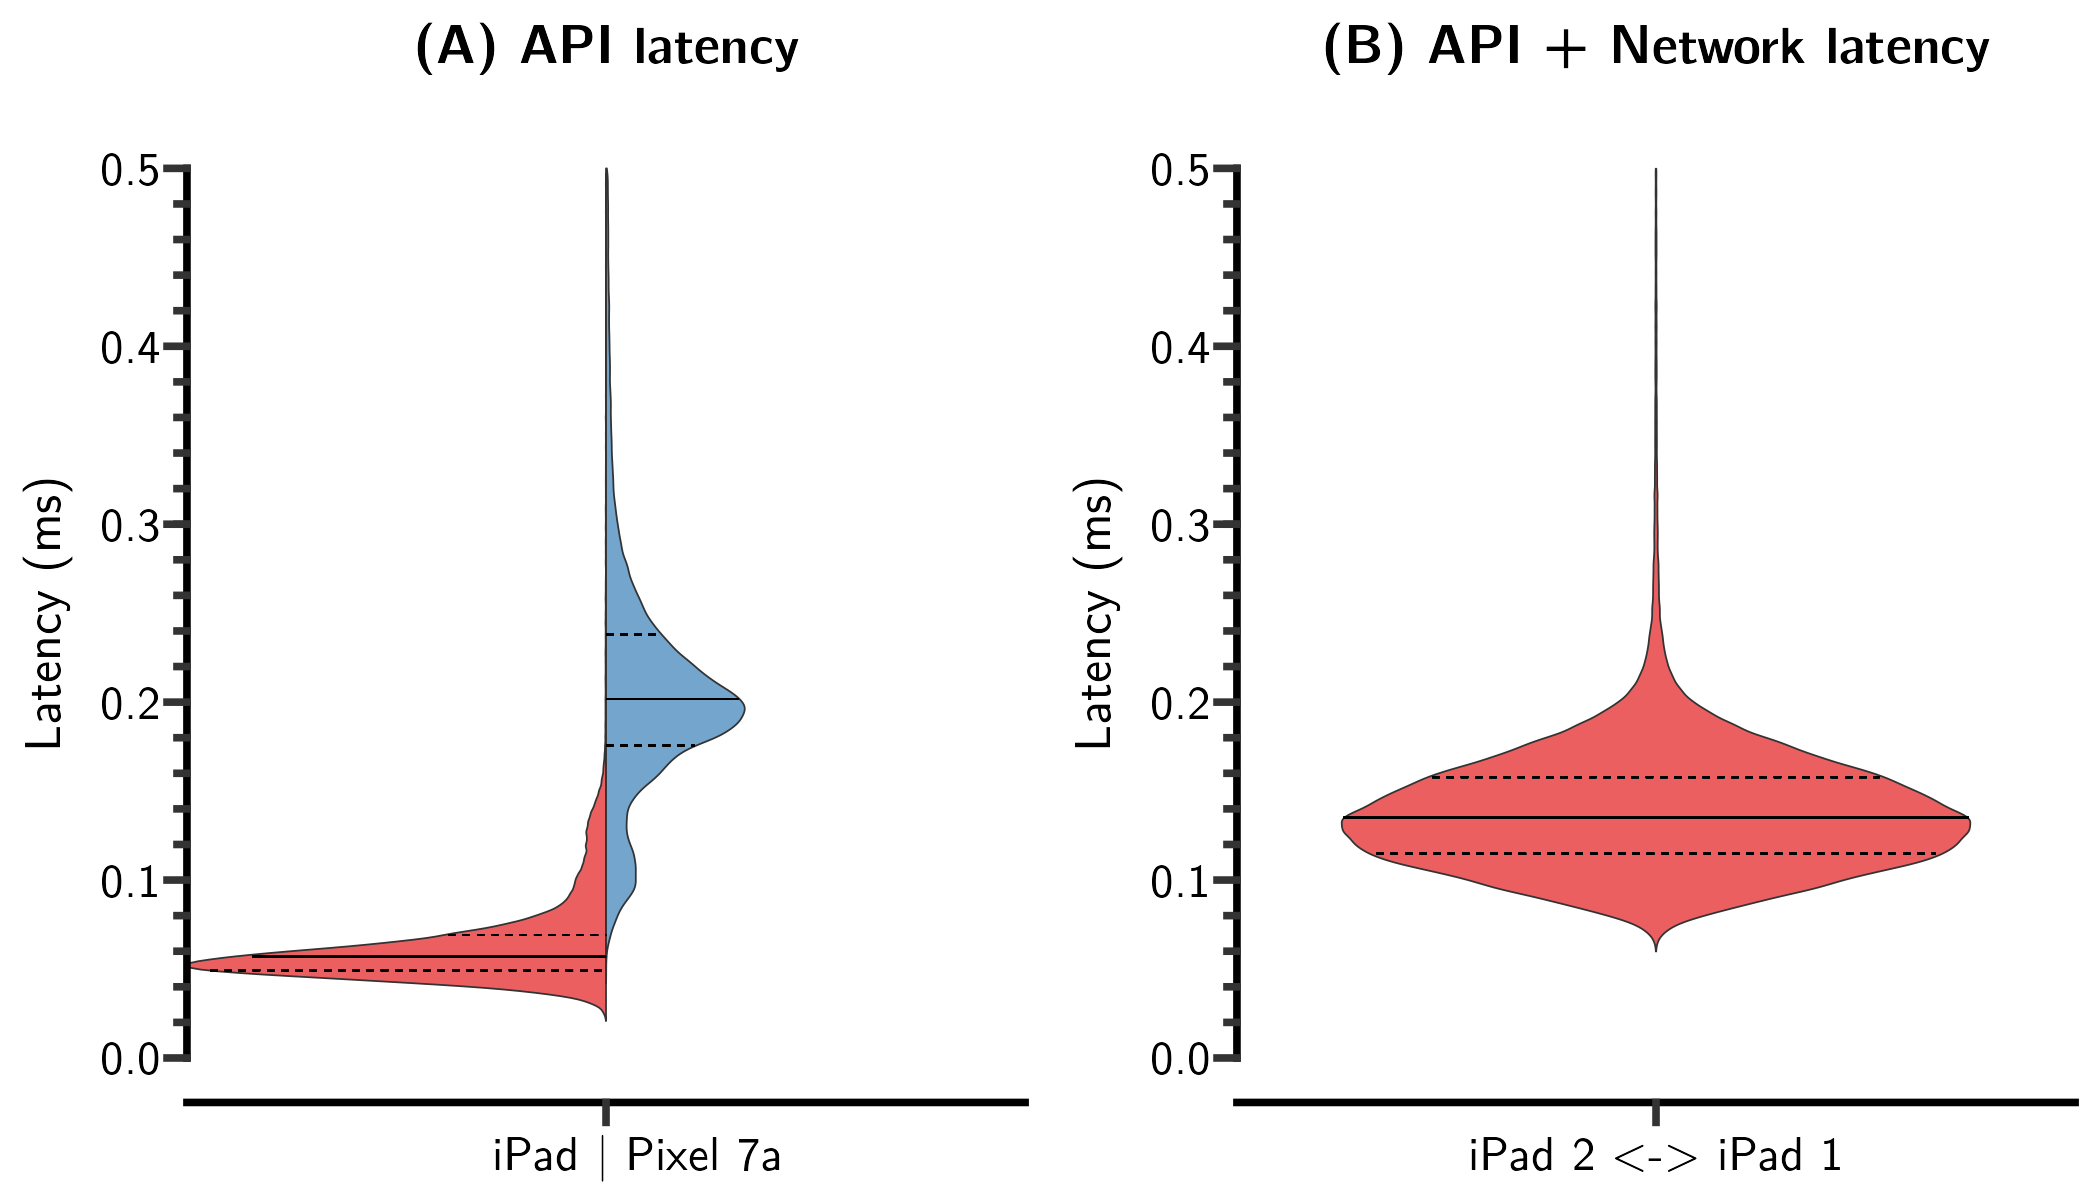 (A) API latency
0.5
0.4
0.3
0.2
0.1
0.0
Latency (ms)
iPad | Pixel 7a
(B) API + Network latency
0.5
0.4
0.3
0.2
0.1
0.0
Latency (ms)
iPad 2 <-> iPad 1